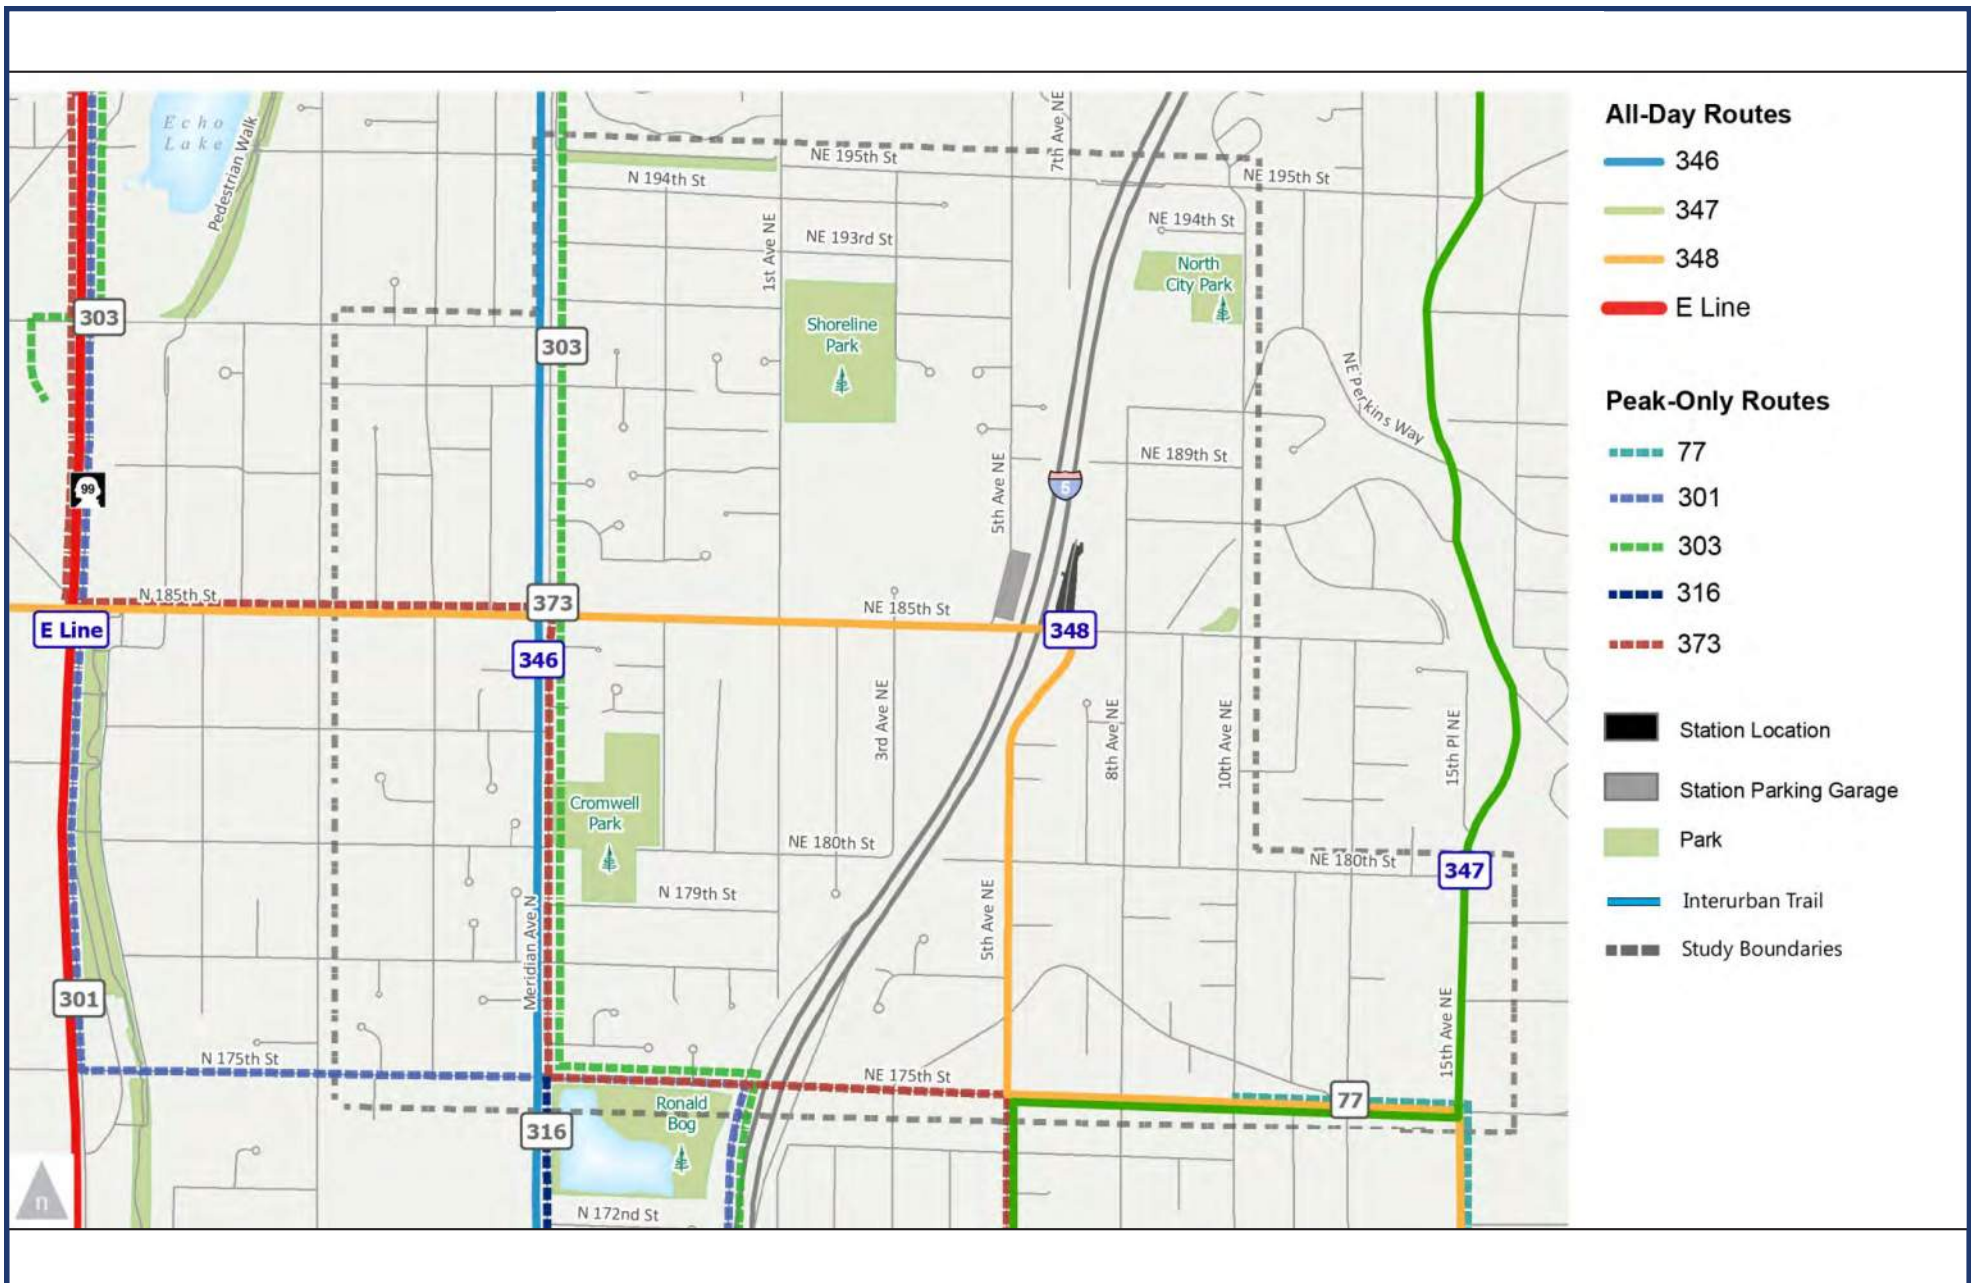 Echo
Lake
Pedestrian Walk
N 194th St
NE 195th St
7th Ave NE
NE 195th St
NE 194th St
1st Ave NE
NE 193rd St
North
City Park
303
303
Shoreline
Park
NE Perkins Way
99
5th Ave NE
NE 189th St
5
N 185th St
373
NE 185th St
E Line
346
348
3rd Ave NE
8th Ave NE
10th Ave NE
15th Pl NE
Cromwell
Park
NE 180th St
NE 180th St
347
N 179th St
Meridian Ave N
5th Ave NE
301
15th Ave NE
N 175th St
NE 175th St
Ronald
Bog
77
316
N 172nd St
n
All-Day Routes
346
347
348
E Line
Peak-Only Routes
77
301
303
316
373
Station Location
Station Parking Garage
Park
Interurban Trail
Study Boundaries